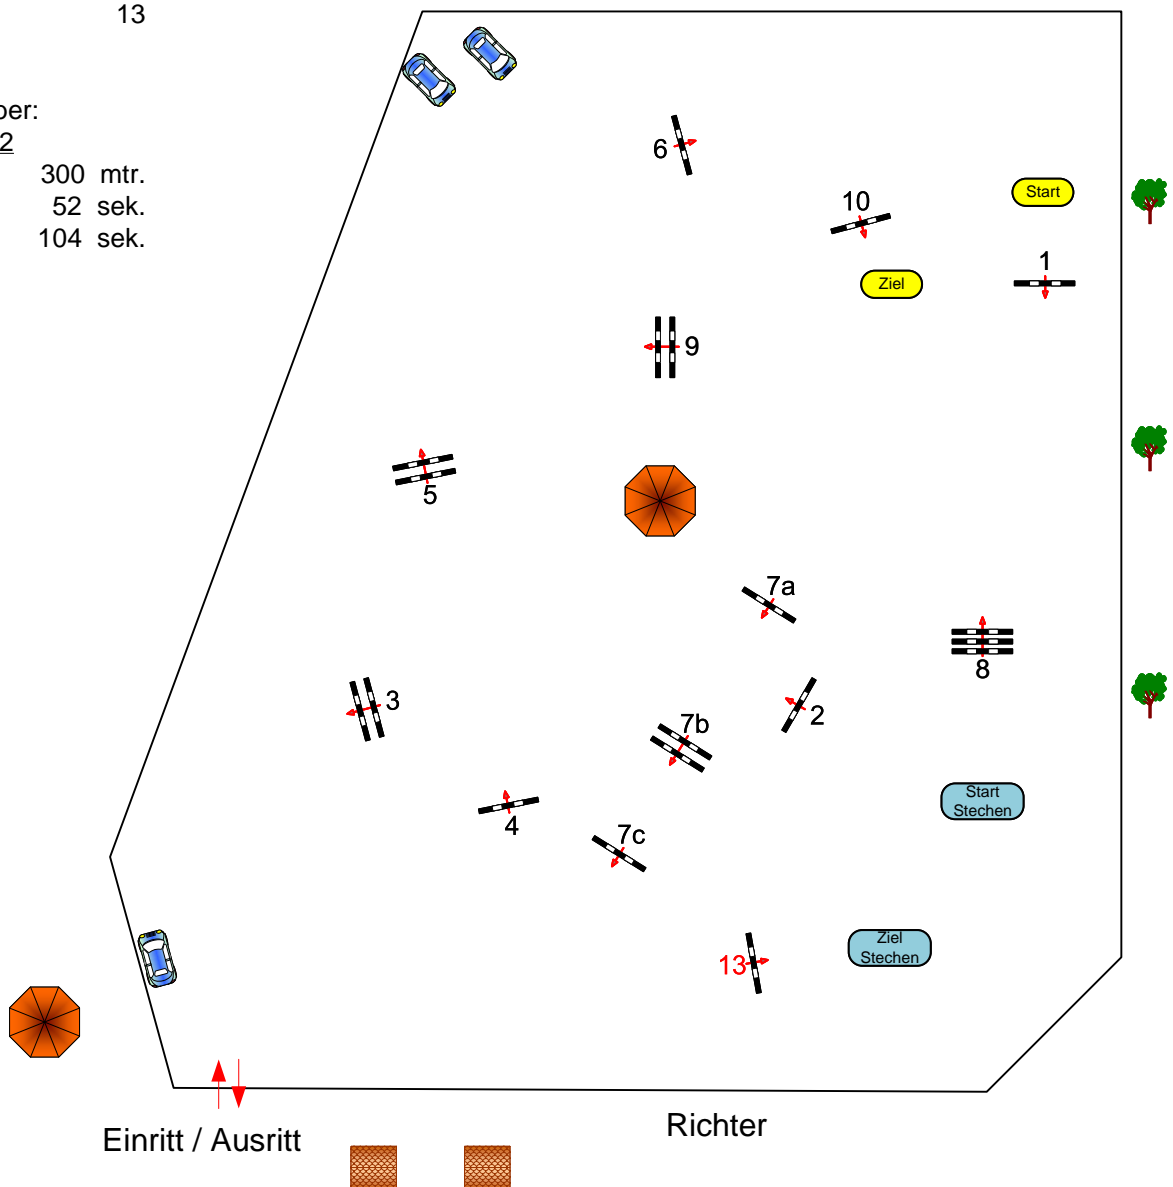 13
ber:
2
300 mtr.
52 sek.
104 sek.
6
10
Start
1
Ziel
9
5
7a
8
3
2
7b
Start
Stechen
4
7c
Ziel
Stechen
13
Einritt / Ausritt
Richter